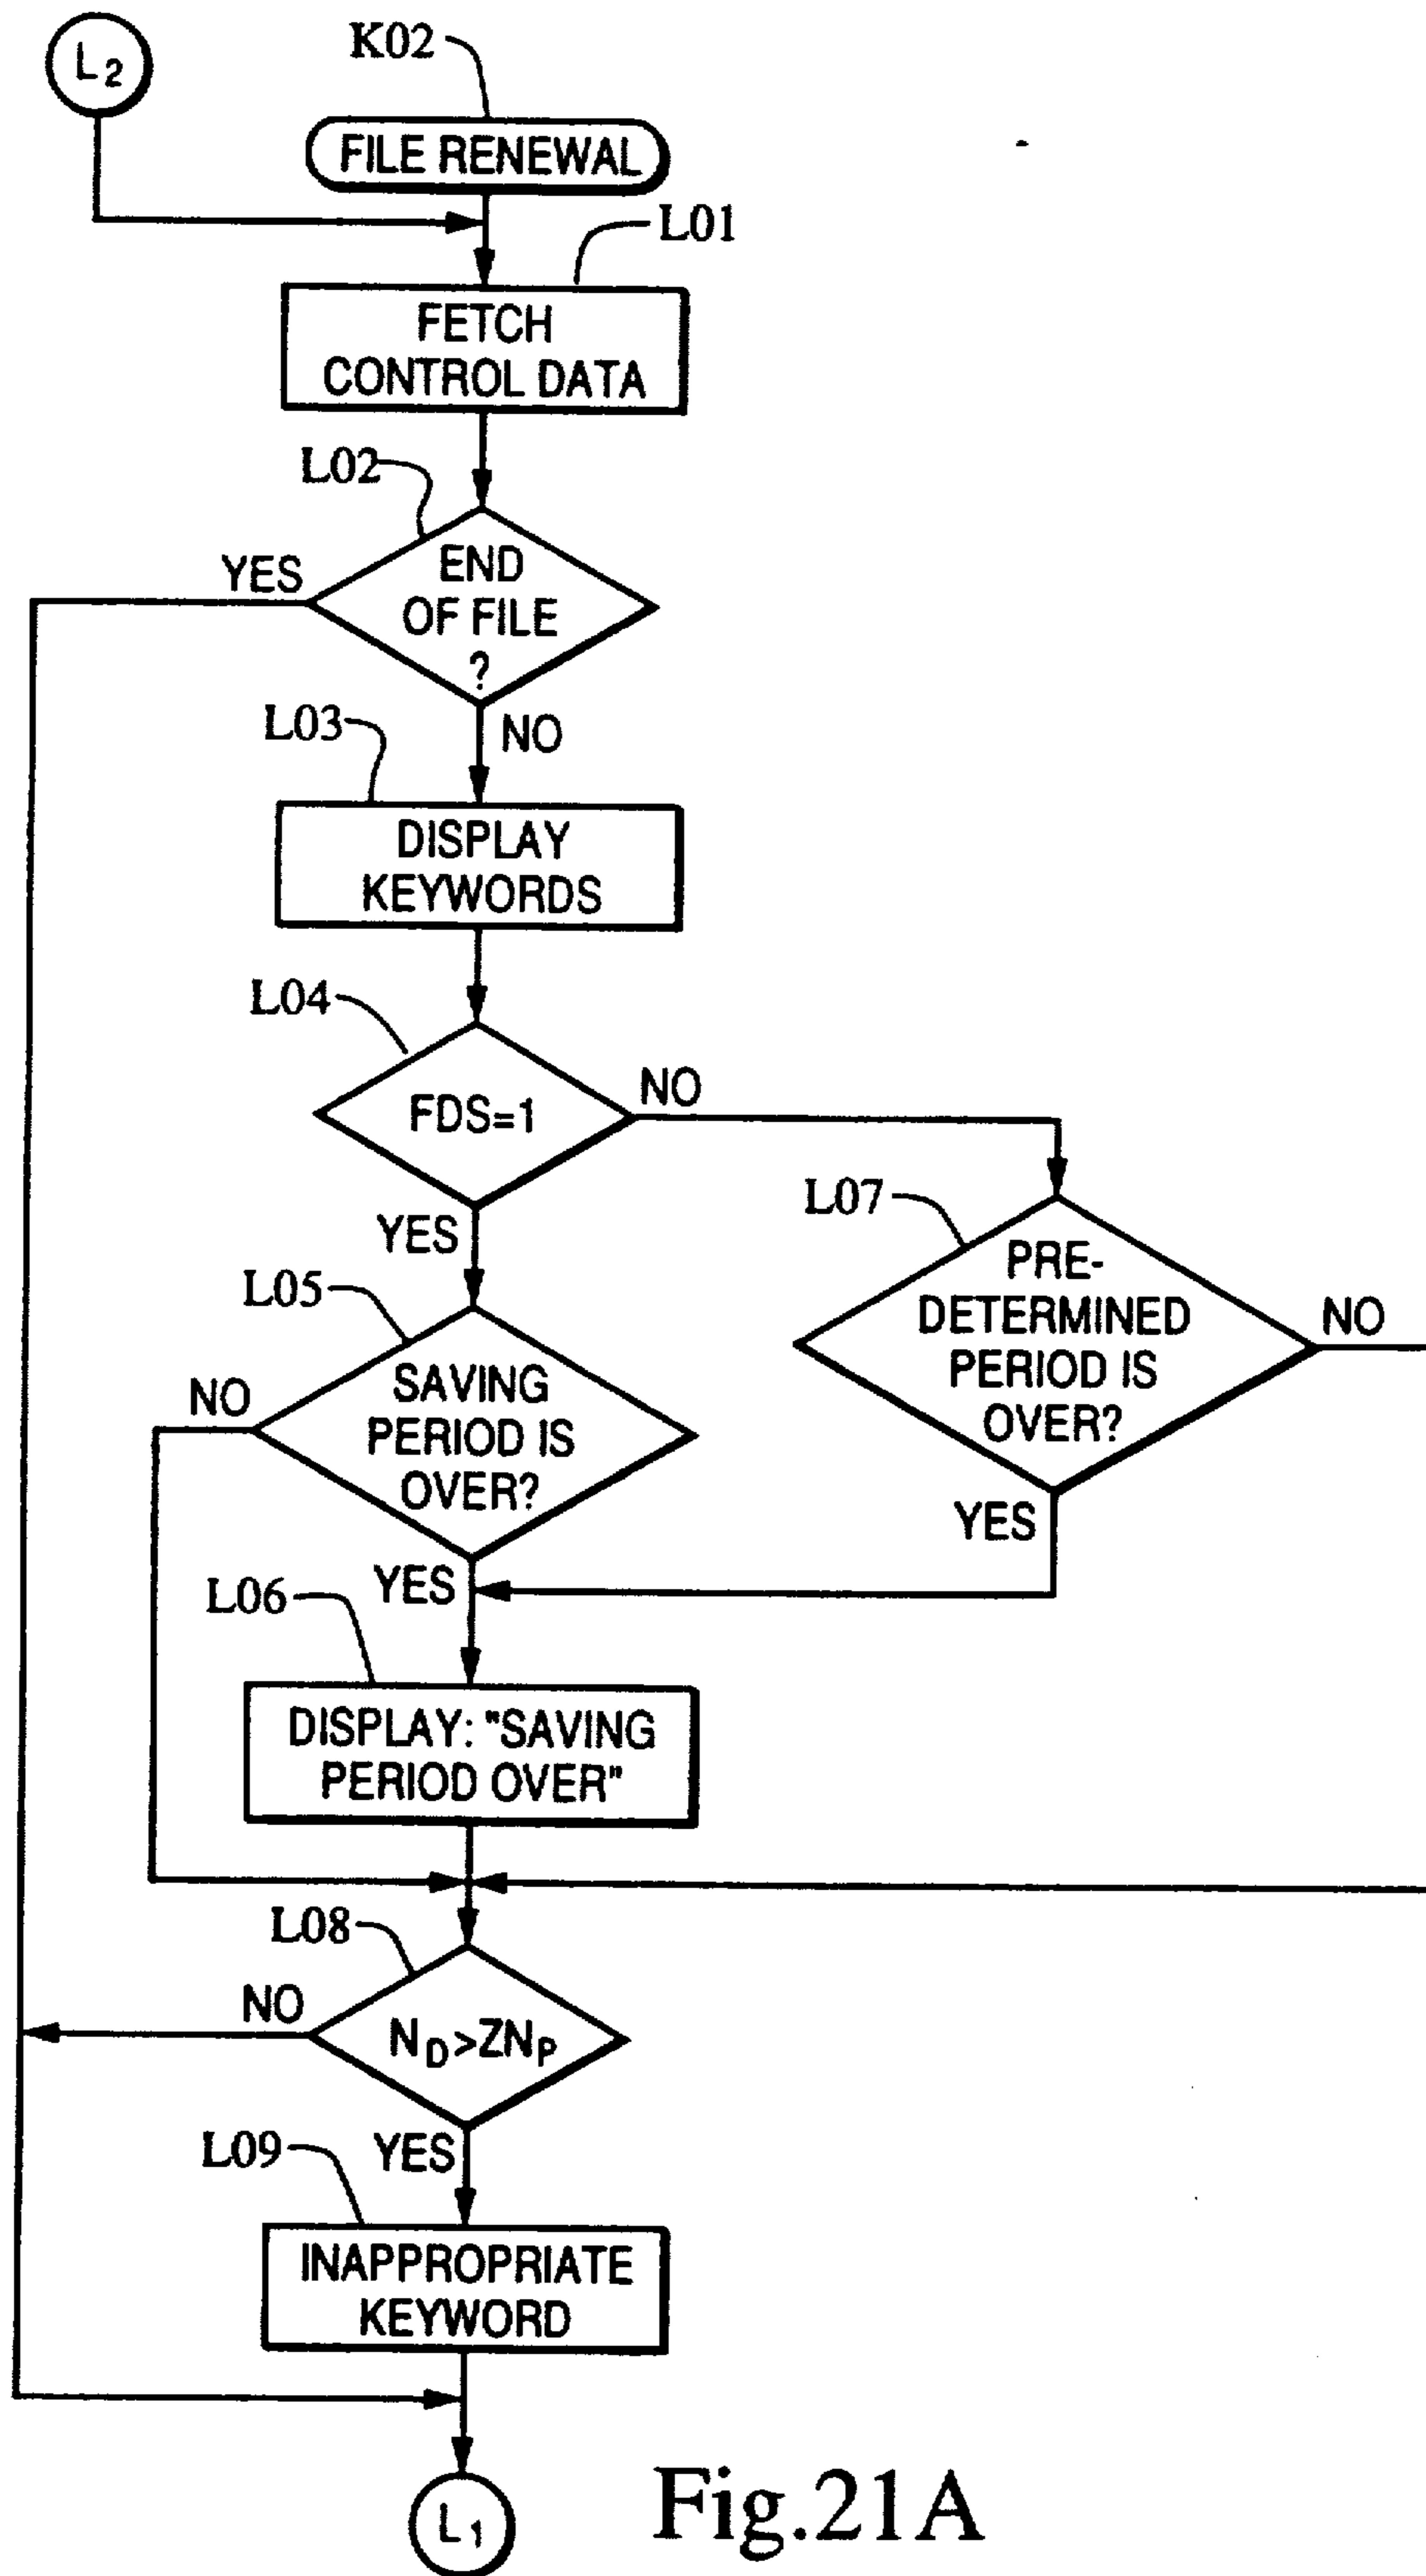 L2
K02
FILE RENEWAL
L01
FETCH
CONTROL DATA
L02
YES
END
OF FILE
?
L03
NO
DISPLAY
KEYWORDS
L04
FDS=1
NO
YES
L07
PRE-
DETERMINED
PERIOD IS
OVER?
NO
YES
L05
NO
SAVING
PERIOD IS
OVER?
YES
L06
DISPLAY: "SAVING
PERIOD OVER"
L08
NO
ND>ZNP
YES
L09
INAPPROPRIATE
KEYWORD
L1
Fig.21A